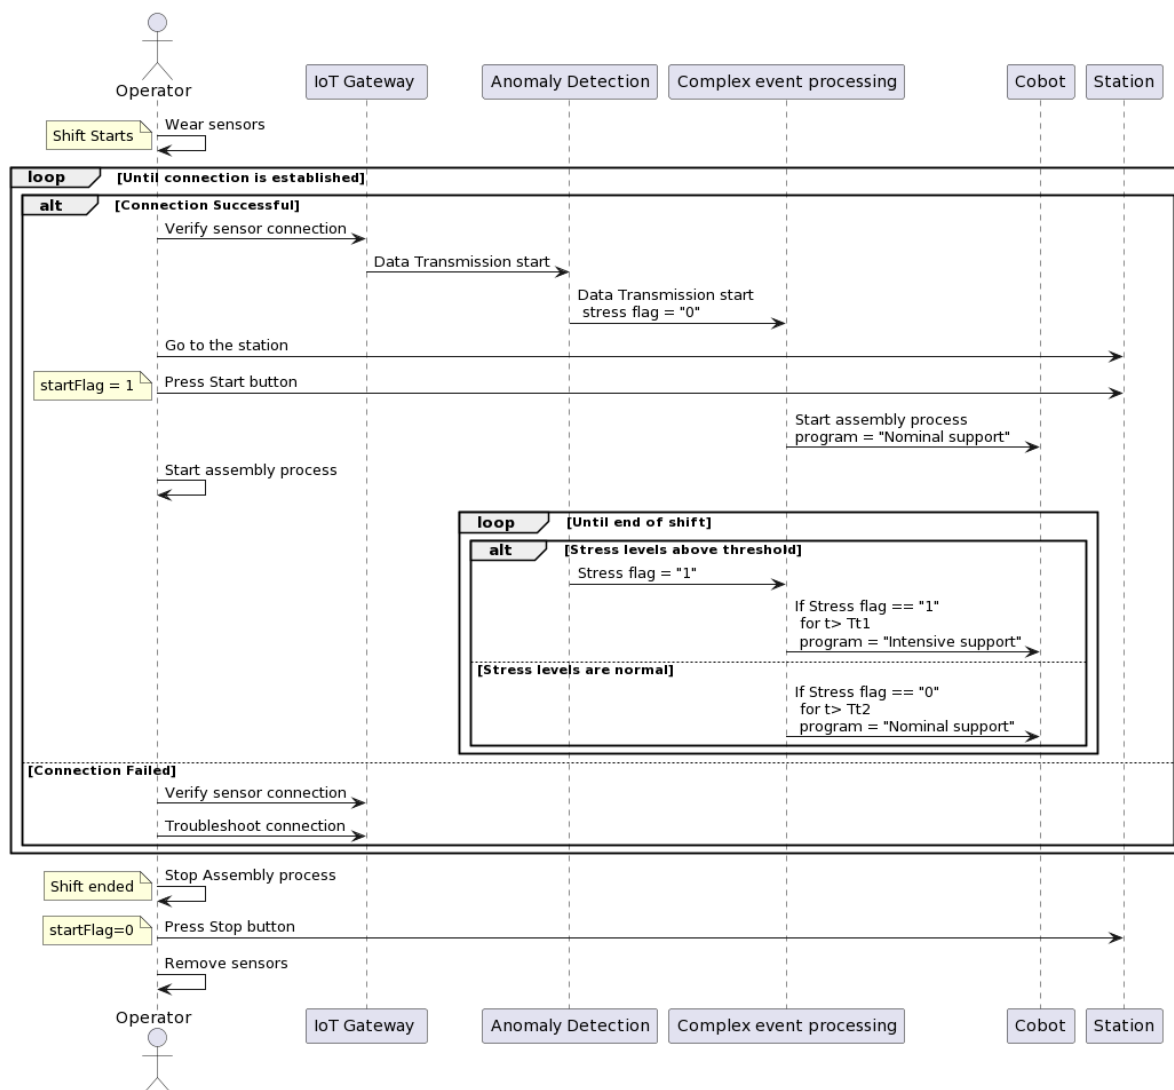 Operator
IoT Gateway
Anomaly Detection
Complex event processing
Cobot
Station
Shift Starts
Wear sensors
loop
[Until connection is established]
alt
[Connection Successful]
Verify sensor connection
Data Transmission start
Data Transmission start
stress flag = "0"
Go to the station
startFlag = 1
Press Start button
Start assembly process
program = "Nominal support"
Start assembly process
loop
[Until end of shift]
alt
[Stress levels above threshold]
Stress flag = "1"
If Stress flag == "1"
for t> Tt1
program = "Intensive support"
[Stress levels are normal]
If Stress flag == "0"
for t> Tt2
program = "Nominal support"
[Connection Failed]
Verify sensor connection
Troubleshoot connection
Shift ended
Stop Assembly process
startFlag=0
Press Stop button
Remove sensors
Operator
IoT Gateway
Anomaly Detection
Complex event processing
Cobot
Station